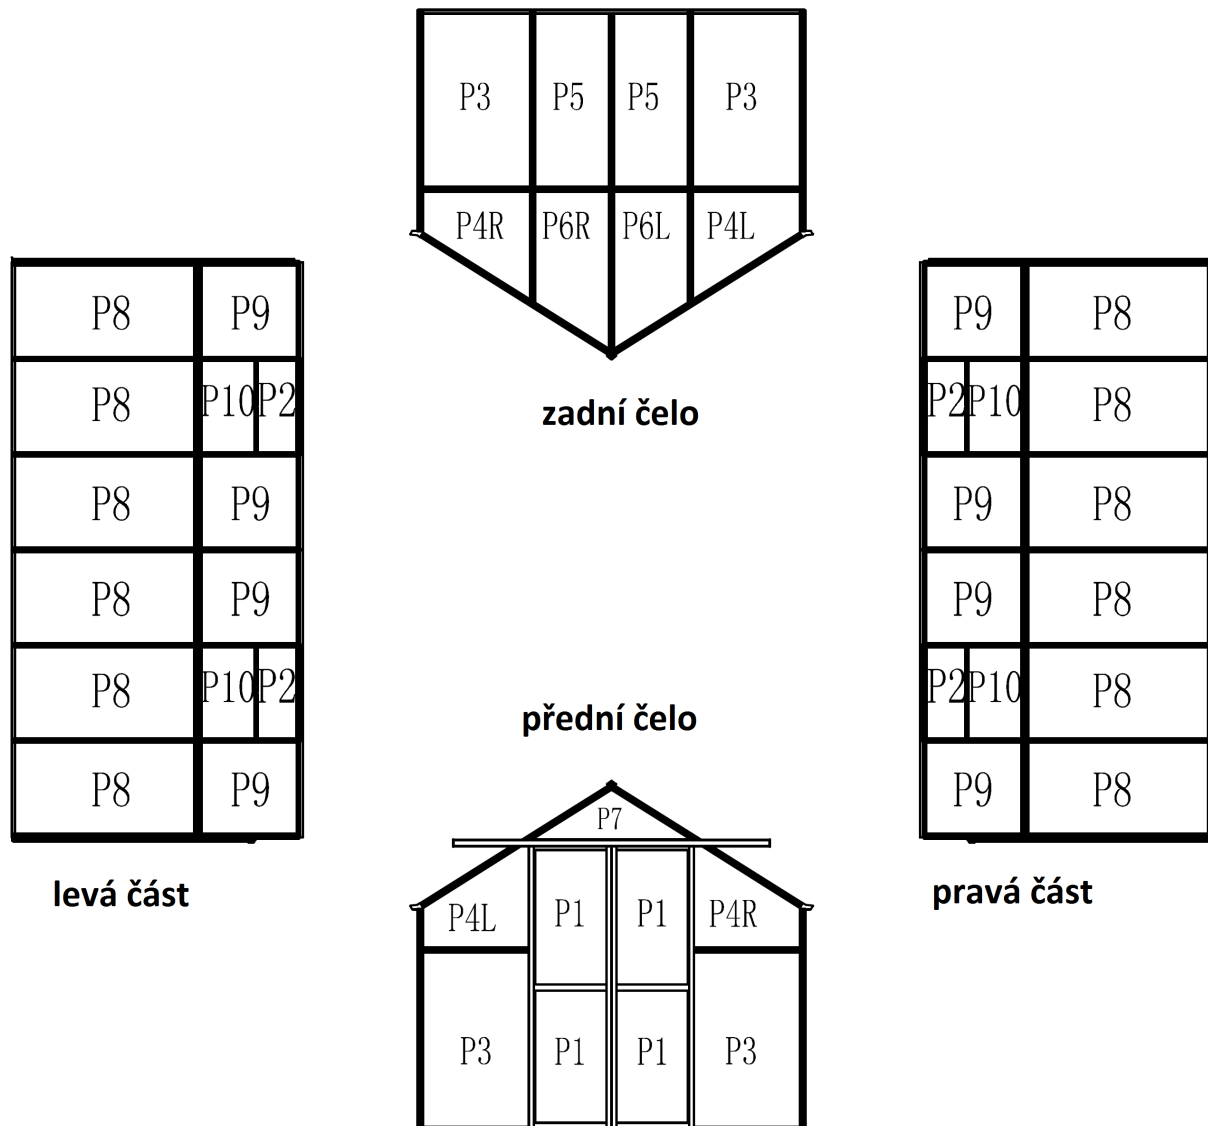 P3 P5 P5 P3
P4R P6R P6L P4L
zadní čelo
P8 P9
P8 P10 P2
P8 P9
P8 P9
P8 P10 P2
P8 P9
levá část
P9 P8
P2 P10 P8
P9 P8
P9 P8
P2 P10 P8
P9 P8
pravá část
přední čelo
P7
P4L P1 P1 P4R
P3 P1 P1 P3